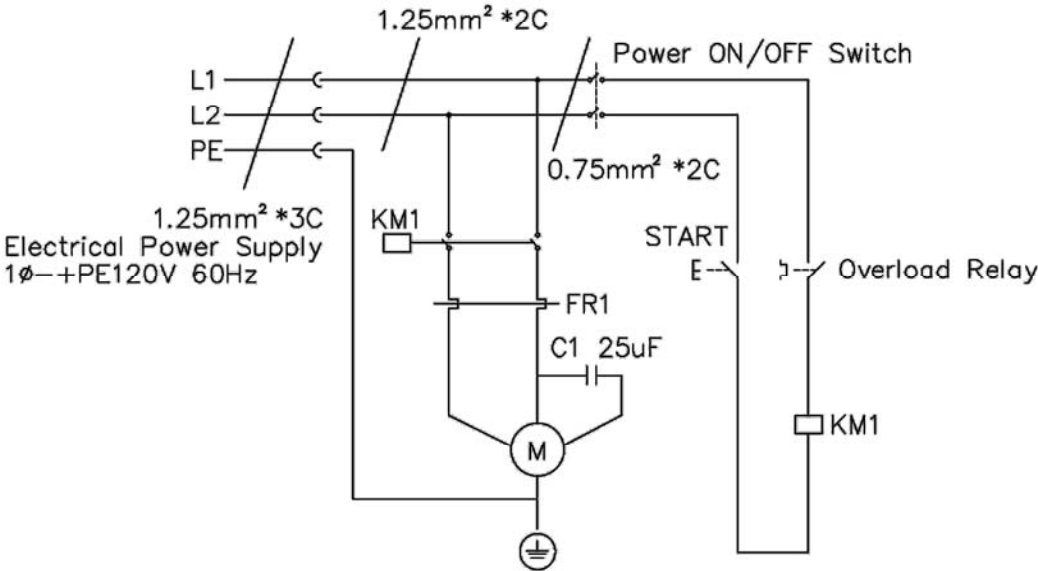 1.25mm² *2C
Power ON/OFF Switch
L1
L2
PE
0.75mm² *2C
1.25mm² *3C
KM1
Electrical Power Supply
1ø-+PE120V 60Hz
START
E
Overload Relay
FR1
C1 25uF
KM1
M